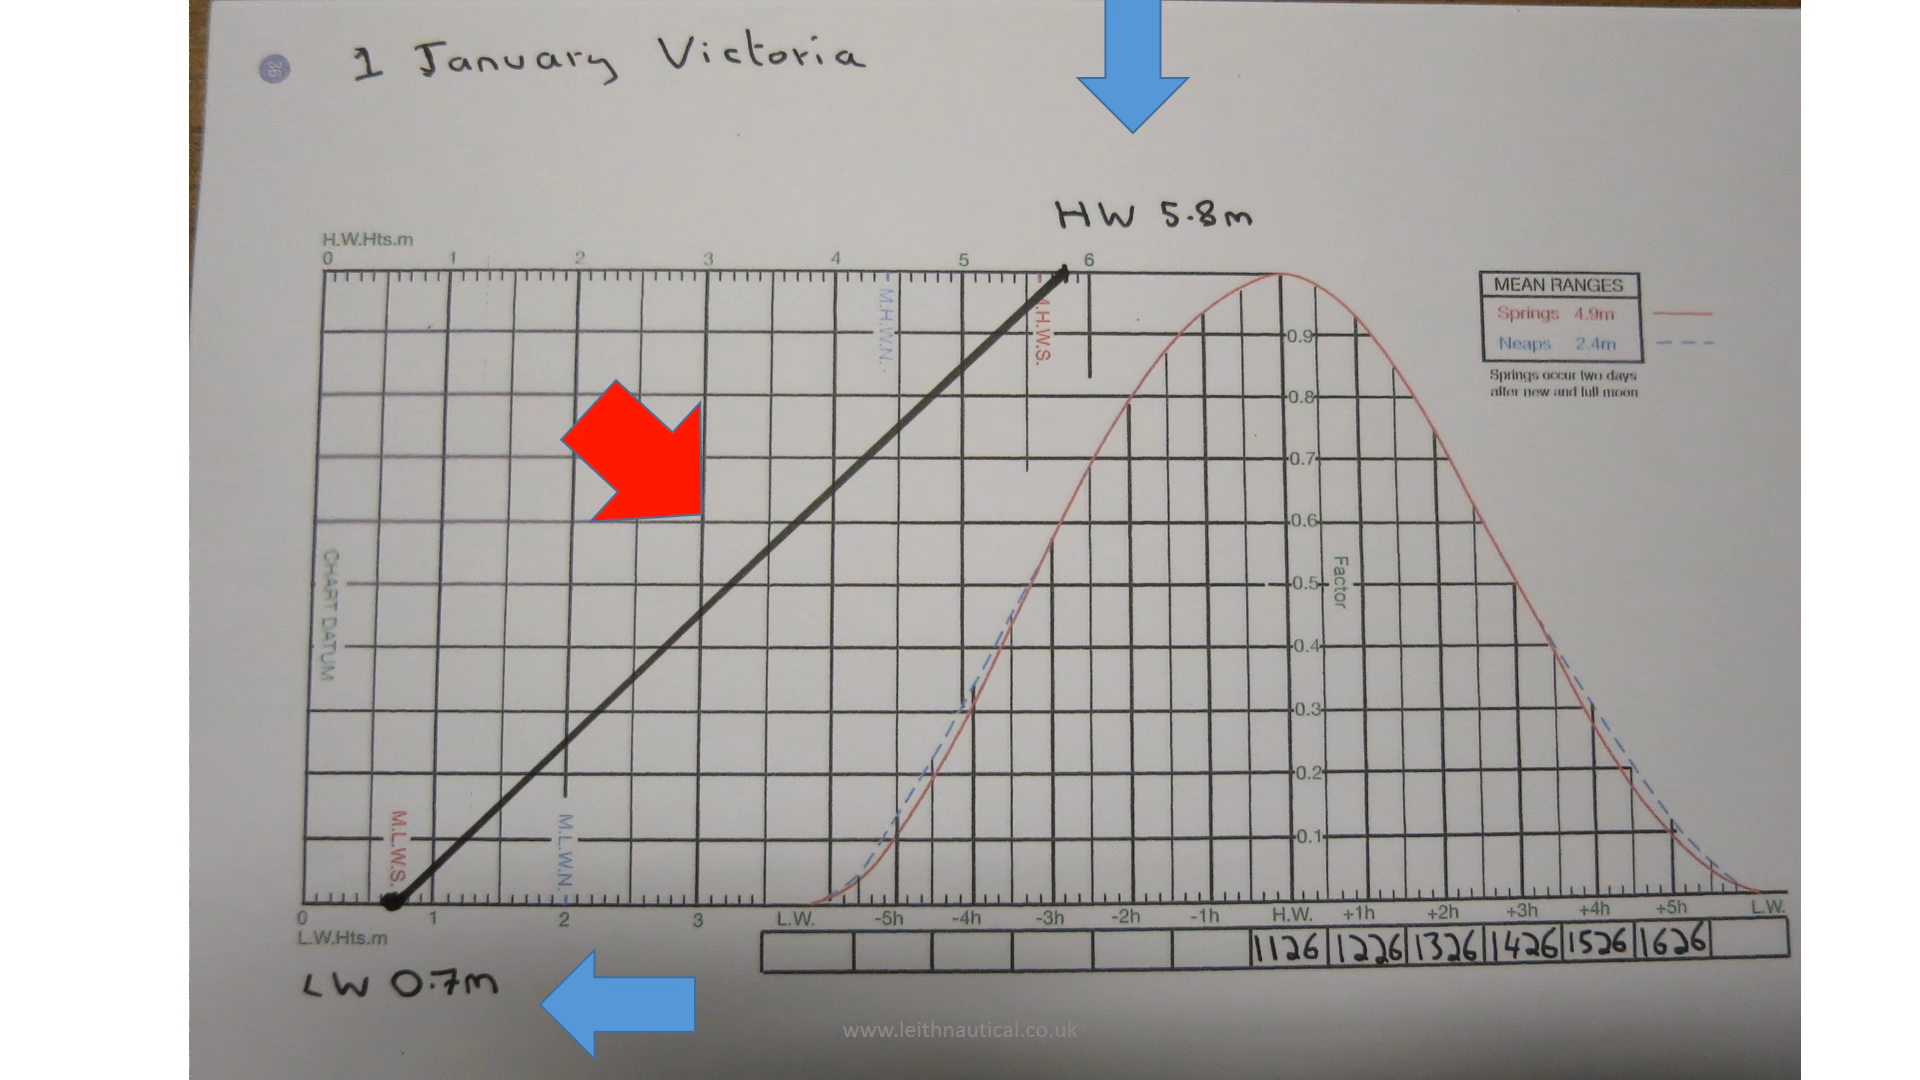 36
1 January Victoria
HW 5.8m
H.W.Hts.m
0 1 2 3 4 5 6
M.H.W.N.
M.H.W.S.
MEAN RANGES
Springs 4.9m
Neaps 2.4m
Springs occur two days
after new and full moon
0.9
0.8
0.7
0.6
0.5
0.4
0.3
0.2
0.1
Factor
CHART DATUM
M.L.W.S.
M.L.W.N.
0 1 2 3 L.W. -5h -4h -3h -2h -1h H.W. +1h +2h +3h +4h +5h L.W.
L.W.Hts.m
1126 1226 1326 1426 1526 1626
LW 0.7m
www.leithnautical.co.uk